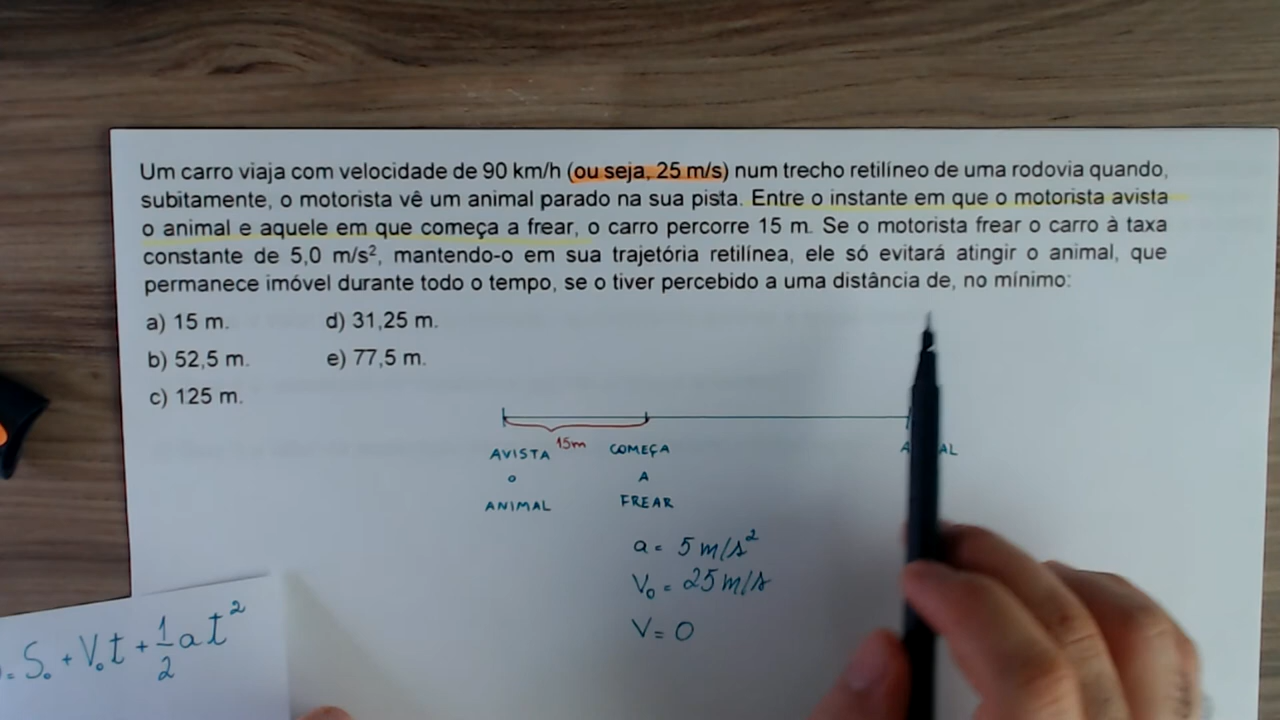 Um carro viaja com velocidade de 90 km/h (ou seja, 25 m/s) num trecho retilíneo de uma rodovia quando,
subitamente, o motorista vê um animal parado na sua pista. Entre o instante em que o motorista avista
o animal e aquele em que começa a frear, o carro percorre 15 m. Se o motorista frear o carro à taxa
constante de 5,0 m/s², mantendo-o em sua trajetória retilínea, ele só evitará atingir o animal, que
permanece imóvel durante todo o tempo, se o tiver percebido a uma distância de, no mínimo:
a) 15 m. d) 31,25 m.
b) 52,5 m. e) 77,5 m.
c) 125 m.
15m
AVISTA COMEÇA
O A
ANIMAL FREAR
a = 5 m/s²
V₀ = 25 m/s
V = 0
= S₀ + V₀t + 1/2 at²